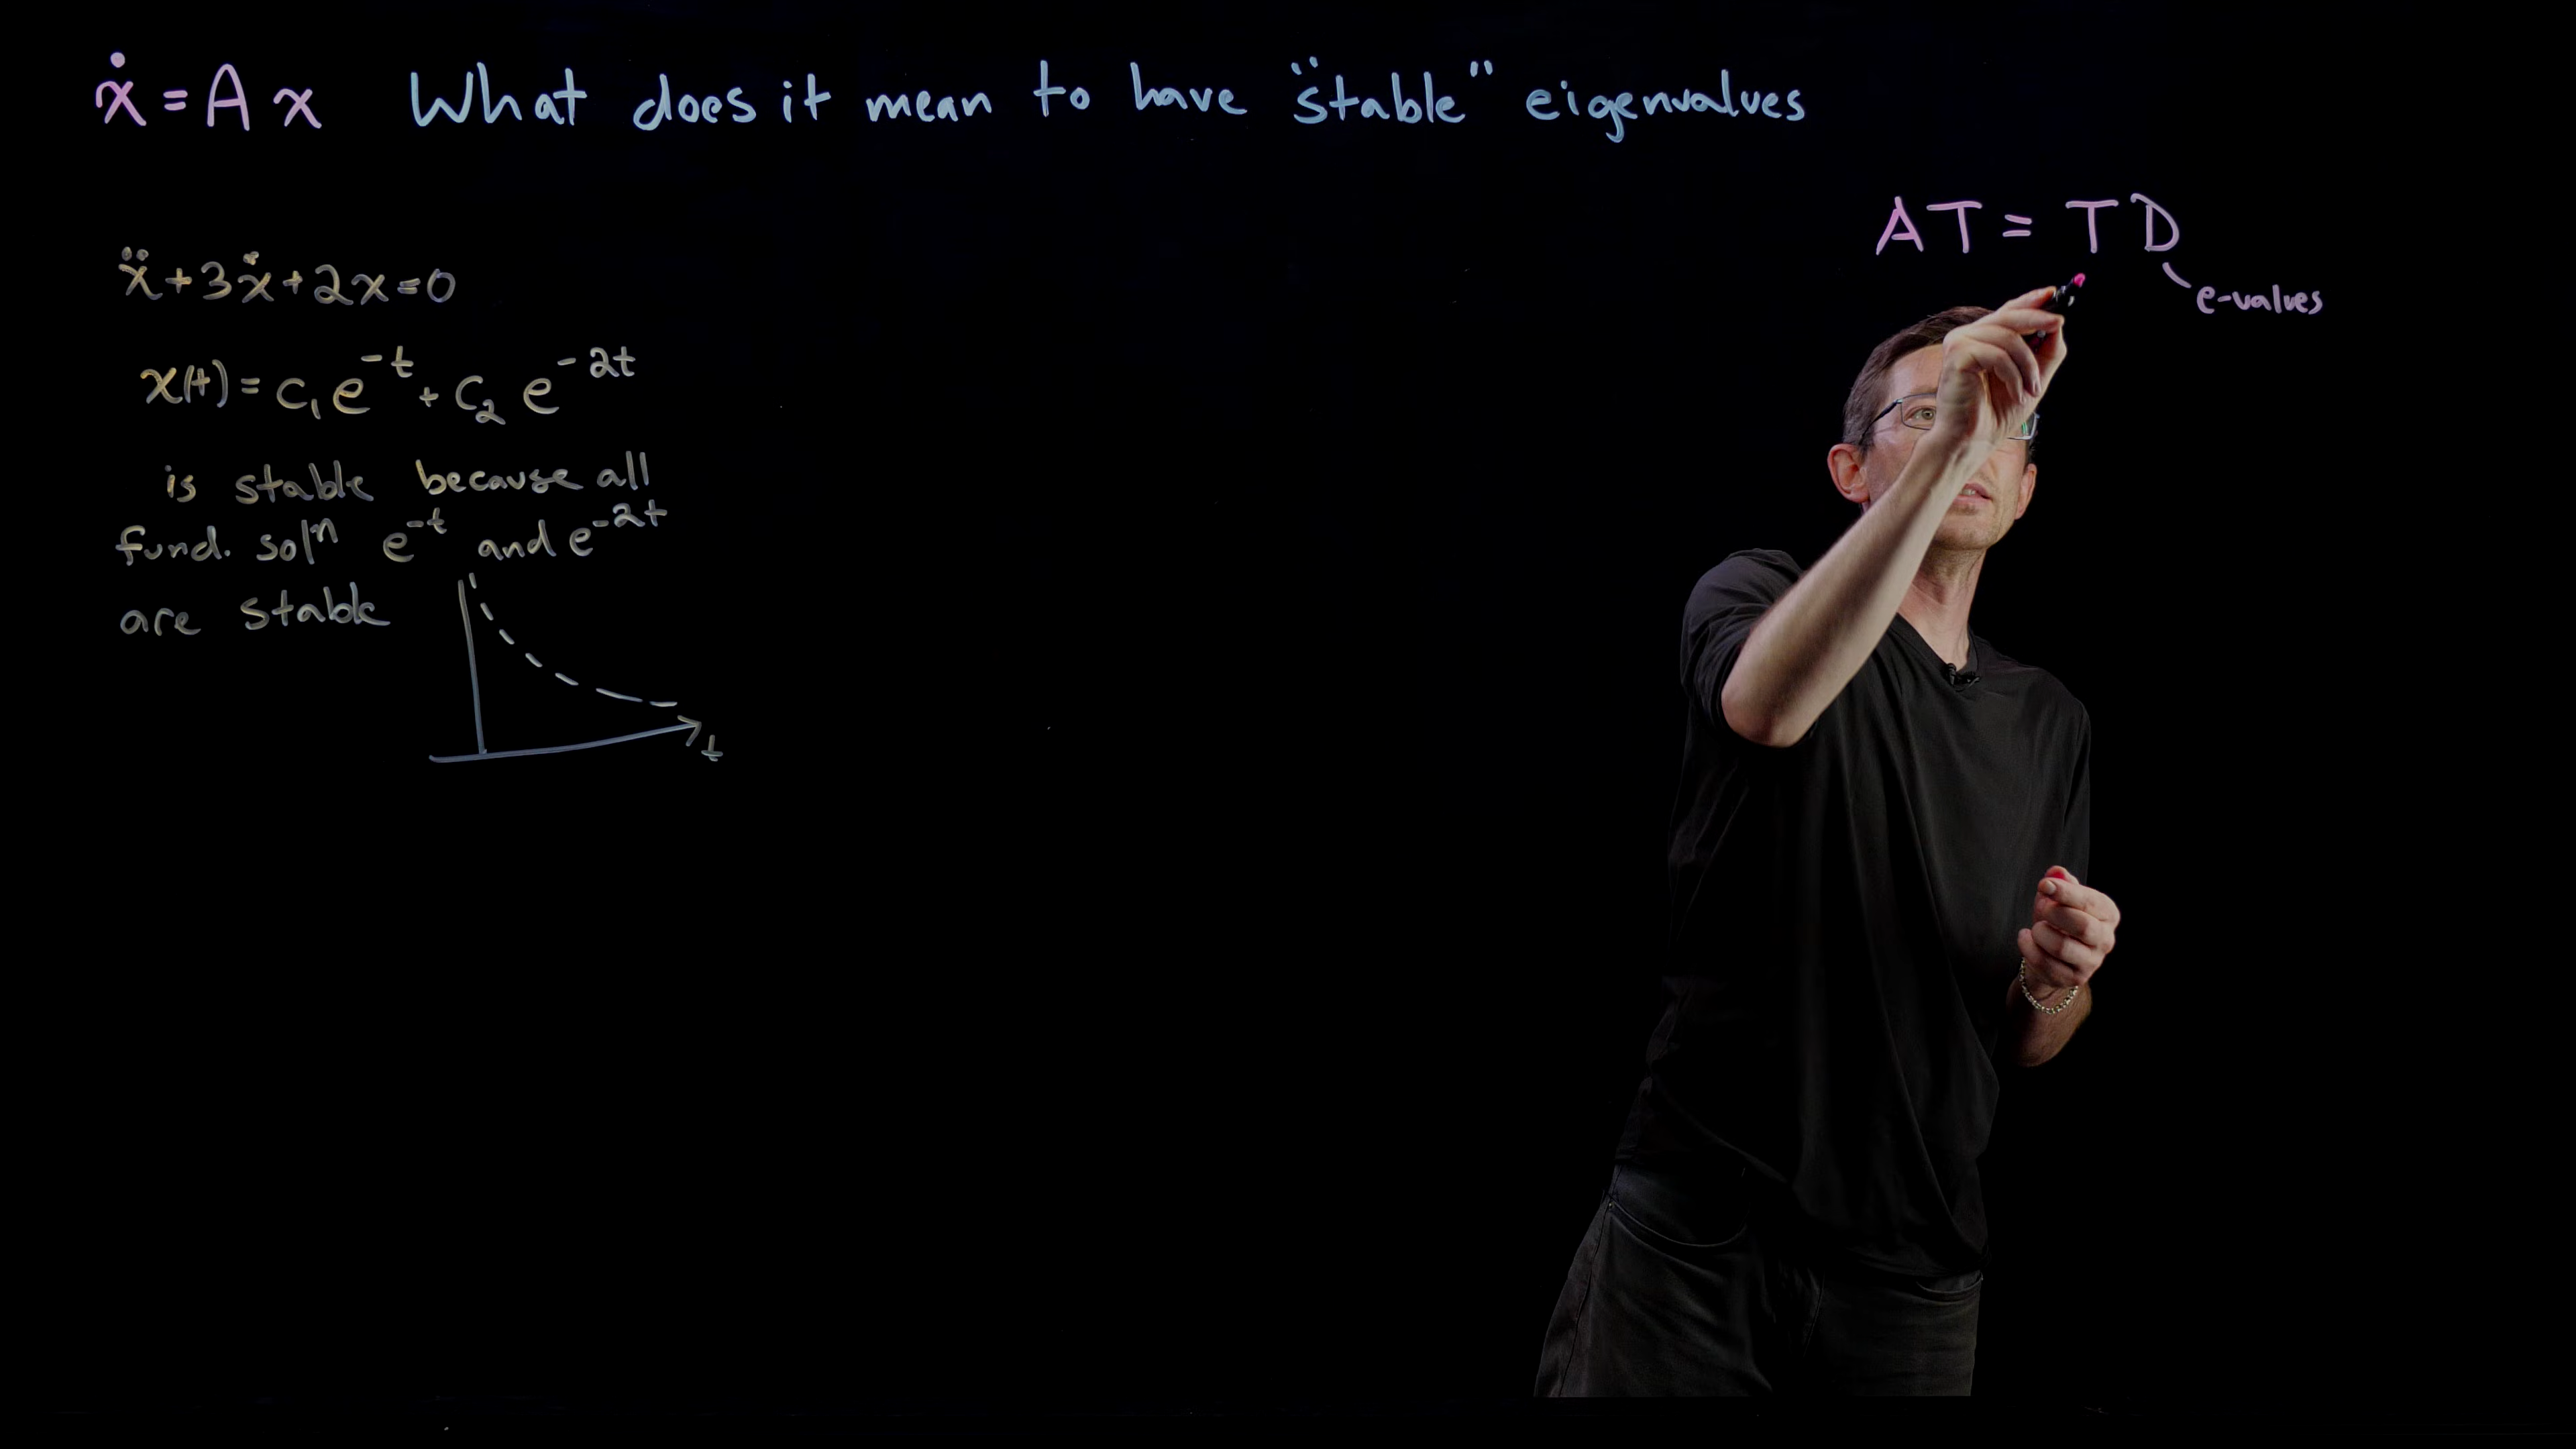 ẋ = A x What does it mean to have "stable" eigenvalues
AT = TD
e-values
ẍ + 3ẋ + 2x = 0
x(t) = c₁e^{-t} + c₂ e^{-2t}
is stable because all
fund. solⁿ e^{-t} and e^{-2t}
are stable
t